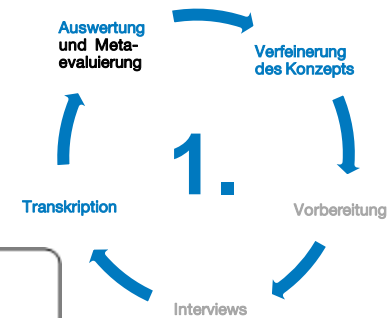 Auswertung
und Meta-
evaluierung
Verfeinerung
des Konzepts
1.
Transkription
Vorbereitung
Interviews